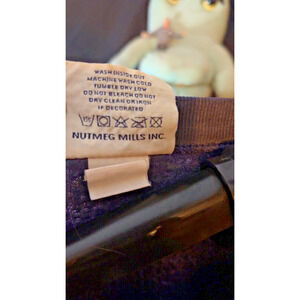 WASH INSIDE OUT
MACHINE WASH COLD
TUMBLE DRY LOW
DO NOT BLEACH DO NOT
DRY CLEAN OR IRON
IF DECORATED
NUTMEG MILLS INC.